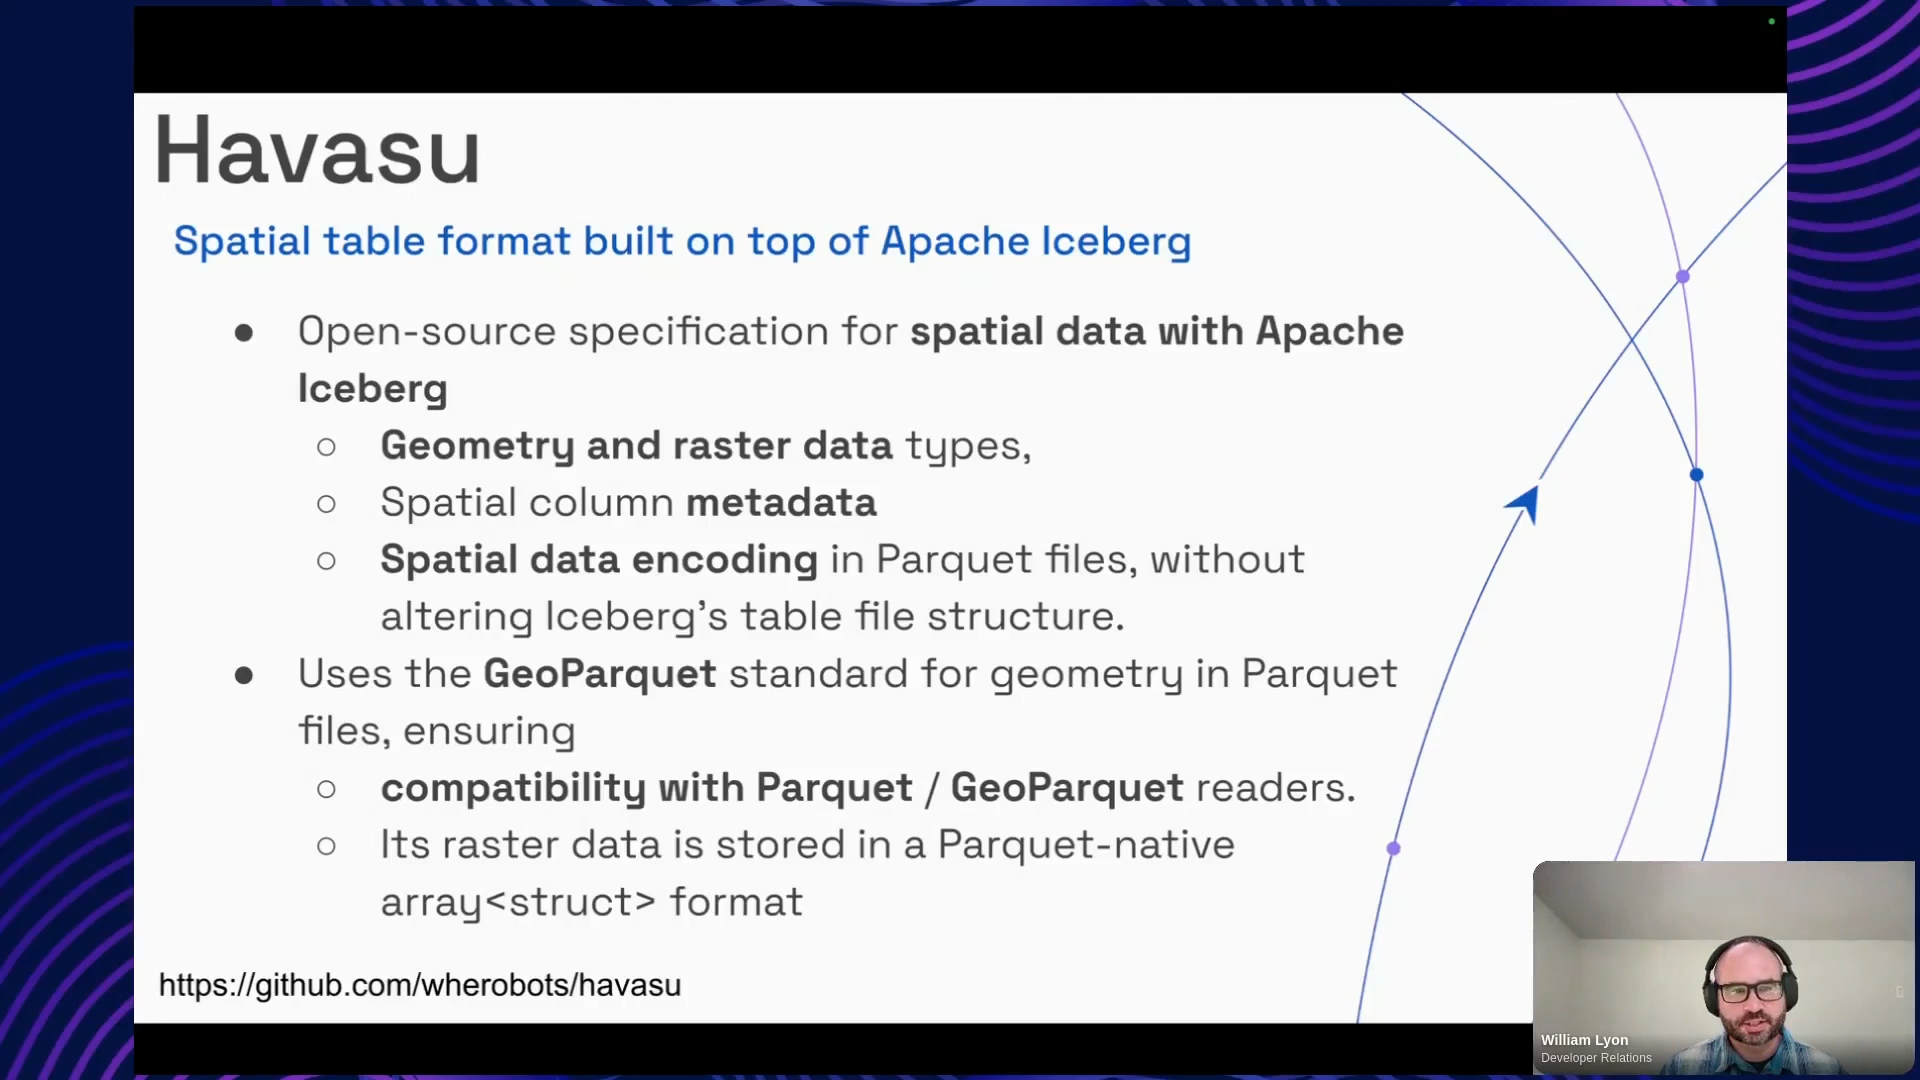 Havasu
Spatial table format built on top of Apache Iceberg
● Open-source specification for spatial data with Apache
Iceberg
○ Geometry and raster data types,
○ Spatial column metadata
○ Spatial data encoding in Parquet files, without
altering Iceberg’s table file structure.
● Uses the GeoParquet standard for geometry in Parquet
files, ensuring
○ compatibility with Parquet / GeoParquet readers.
○ Its raster data is stored in a Parquet-native
array<struct> format
https://github.com/wherobots/havasu
William Lyon
Developer Relations